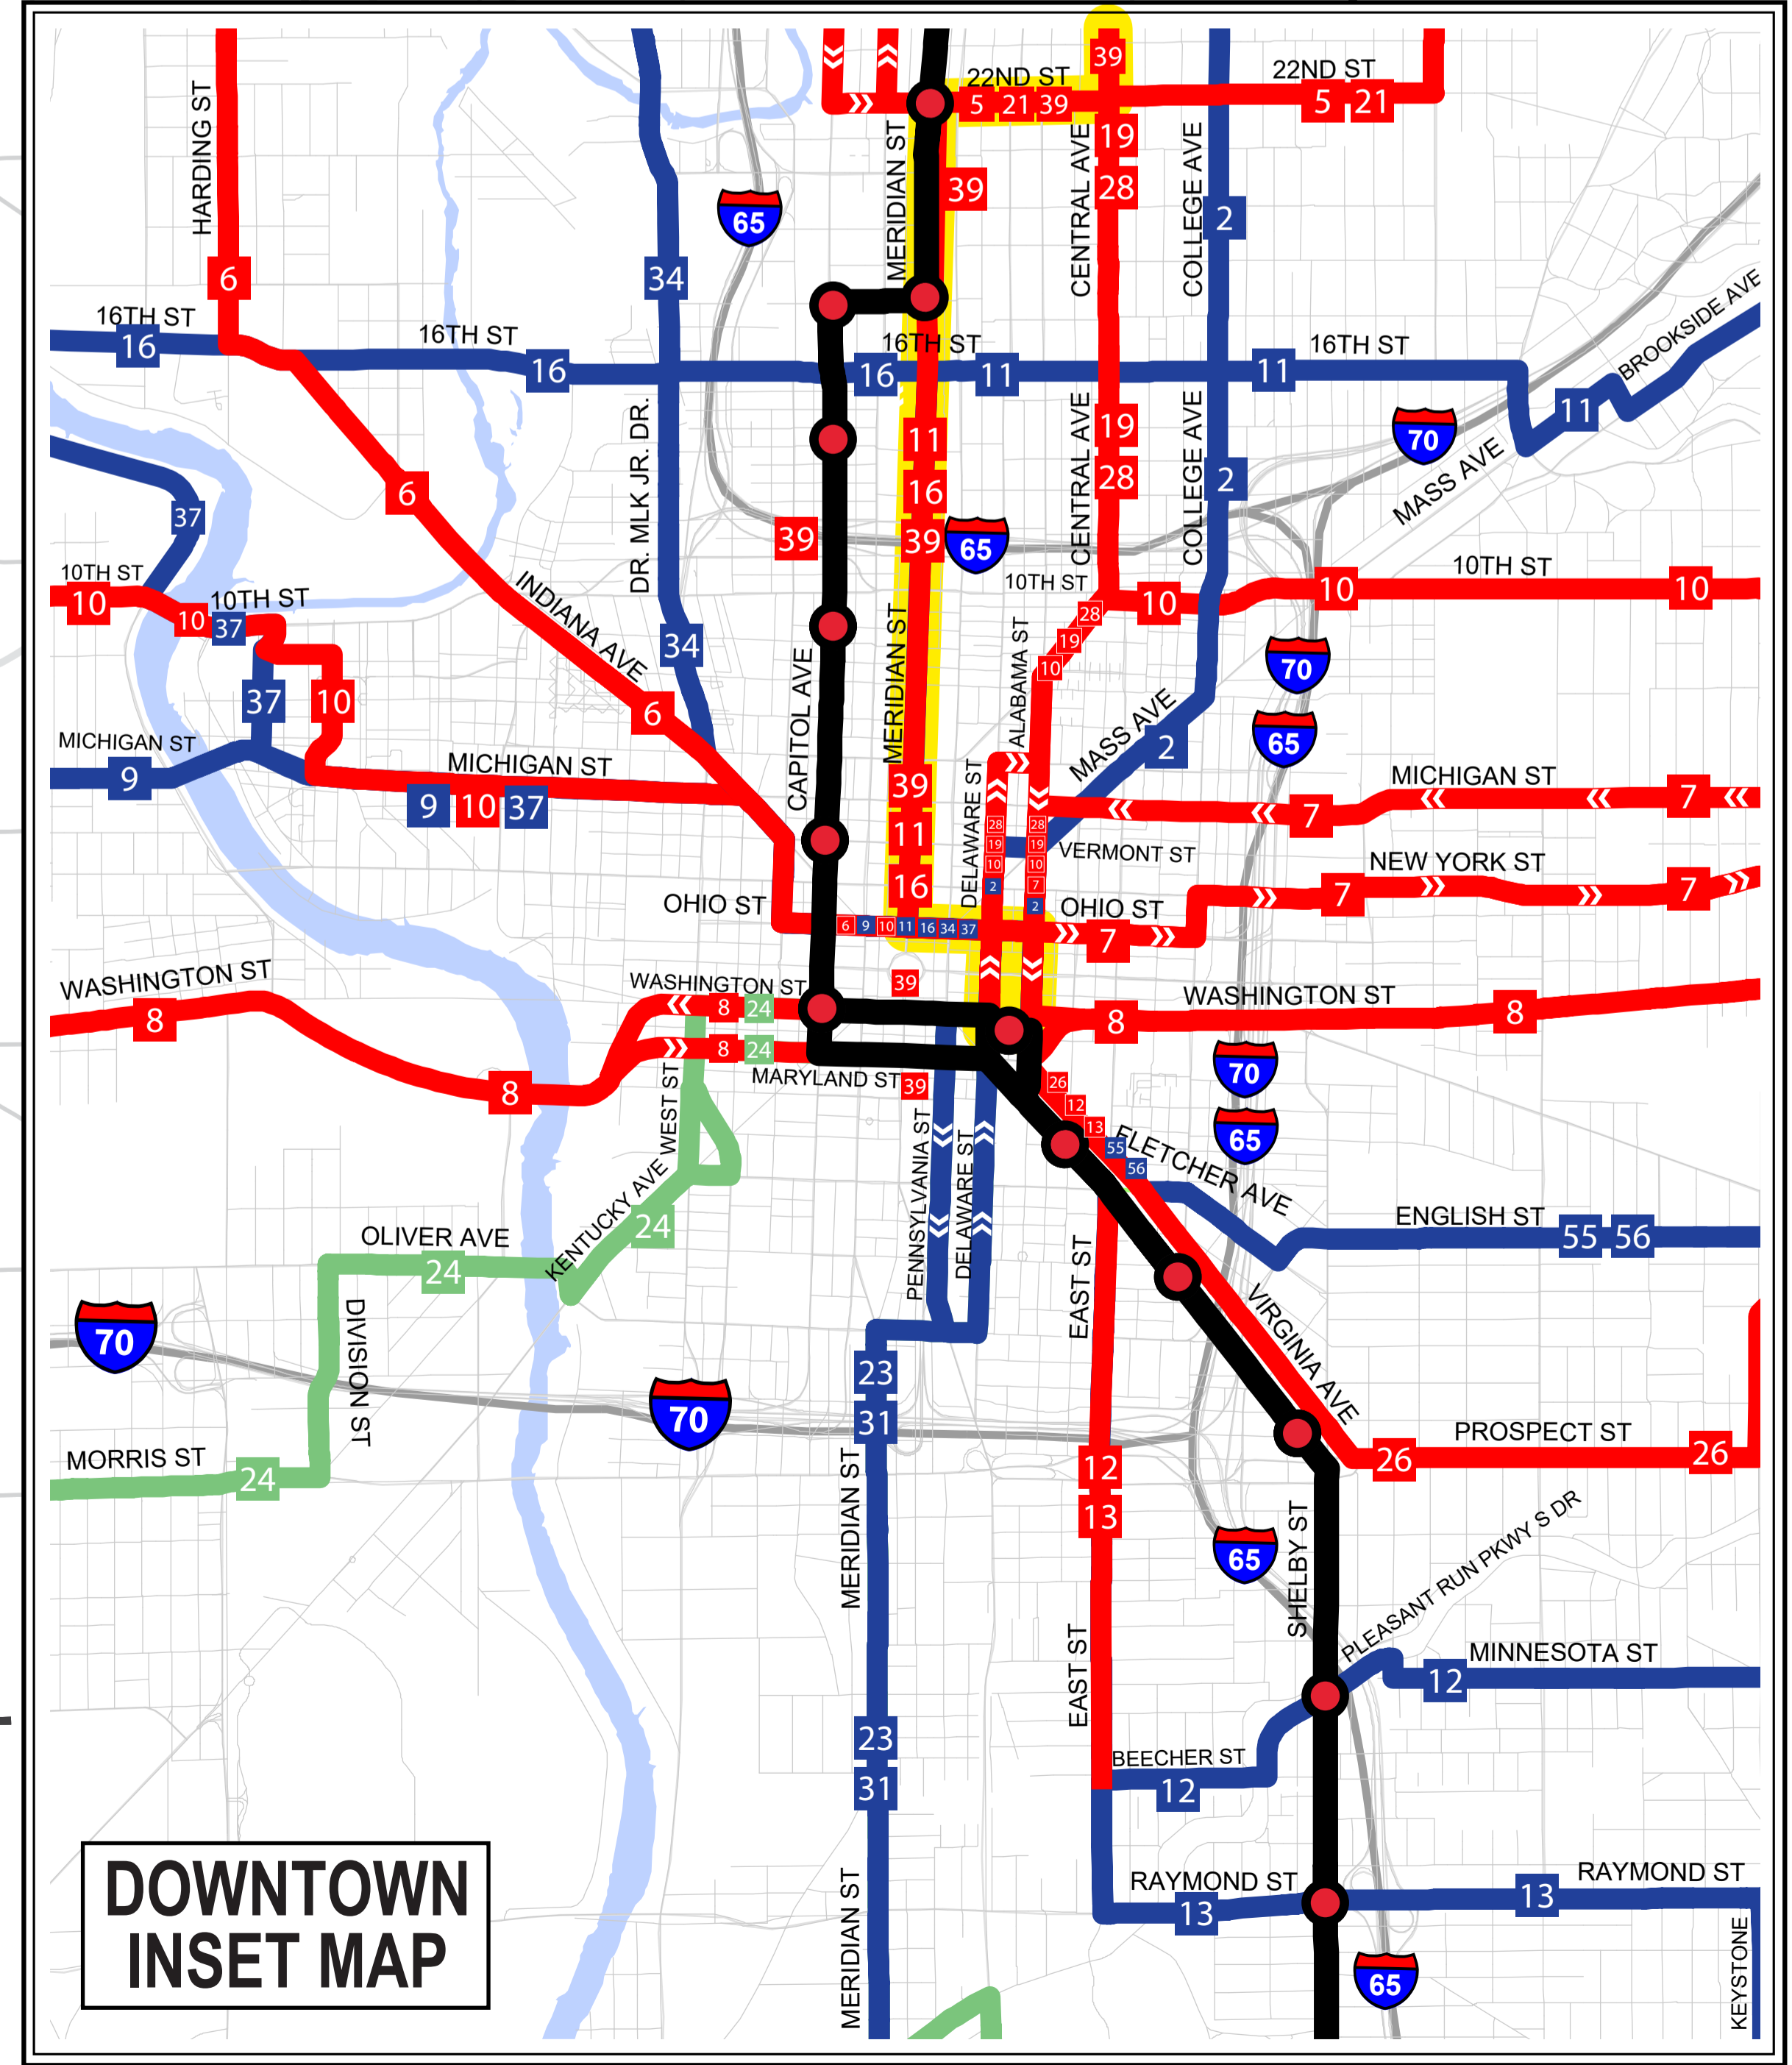 39
22ND ST
22ND ST
5 21 39
5 21
HARDING ST
MERIDIAN ST
CENTRAL AVE
COLLEGE AVE
19
28
39
2
65
6
34
16TH ST
16
16TH ST
16
16TH ST
16
11
16TH ST
11
BROOKSIDE AVE
11
70
MASS AVE
DR. MLK JR. DR.
CENTRAL AVE
COLLEGE AVE
19
28
2
11
16
39
39
65
6
37
10TH ST
10
10TH ST
10
37
INDIANA AVE
10TH ST
28
19
10
10
10TH ST
10
10
34
MERIDIAN ST
ALABAMA ST
CAPITOL AVE
70
65
37
10
6
MASS AVE
2
MICHIGAN ST
9
MICHIGAN ST
9 10 37
39
11
16
DELAWARE ST
28
19
10
2
28
19
10
7
2
VERMONT ST
MICHIGAN ST
7
7
NEW YORK ST
7
7
OHIO ST
6 9 10 11 16 34 37
OHIO ST
7
WASHINGTON ST
8
WASHINGTON ST
8 24
39
8
WASHINGTON ST
8
8 24
8
MARYLAND ST
39
70
65
26
12
13
55
56
FLETCHER AVE
WEST ST
PENNSYLVANIA ST
DELAWARE ST
KENTUCKY AVE
24
OLIVER AVE
24
ENGLISH ST
55 56
EAST ST
VIRGINIA AVE
70
DIVISION ST
70
23
31
MORRIS ST
24
MERIDIAN ST
12
13
PROSPECT ST
26
26
65
SHELBY ST
PLEASANT RUN PKWY S DR
MINNESOTA ST
12
EAST ST
23
31
BEECHER ST
12
MERIDIAN ST
RAYMOND ST
13
RAYMOND ST
13
KEYSTONE
65
DOWNTOWN
INSET MAP